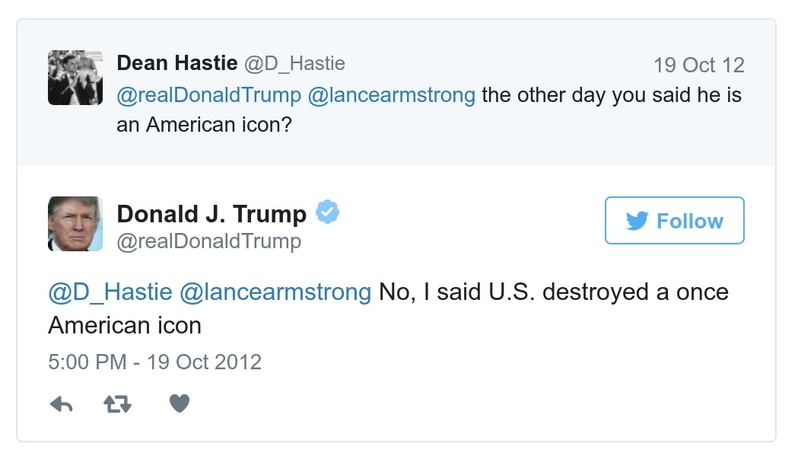 Dean Hastie @D_Hastie 19 Oct 12
@realDonaldTrump @lancearmstrong the other day you said he is
an American icon?
Donald J. Trump
@realDonaldTrump
Follow
@D_Hastie @lancearmstrong No, I said U.S. destroyed a once
American icon
5:00 PM - 19 Oct 2012